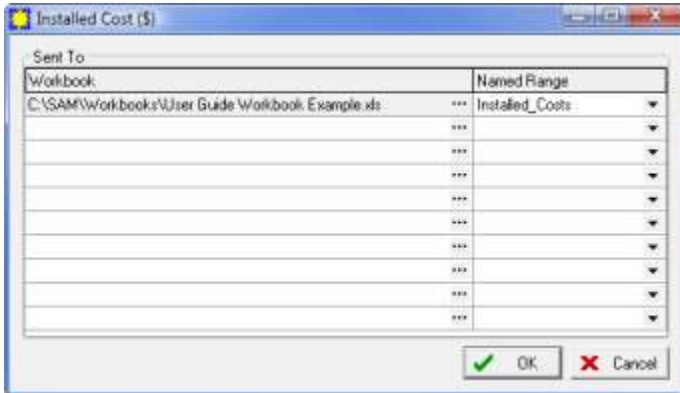 Installed Cost ($)
Sent To
Workbook Named Range
C:\SAM\Workbooks\User Guide Workbook Example.xls ... Installed_Costs
...
...
...
...
...
...
...
...
...
OK Cancel